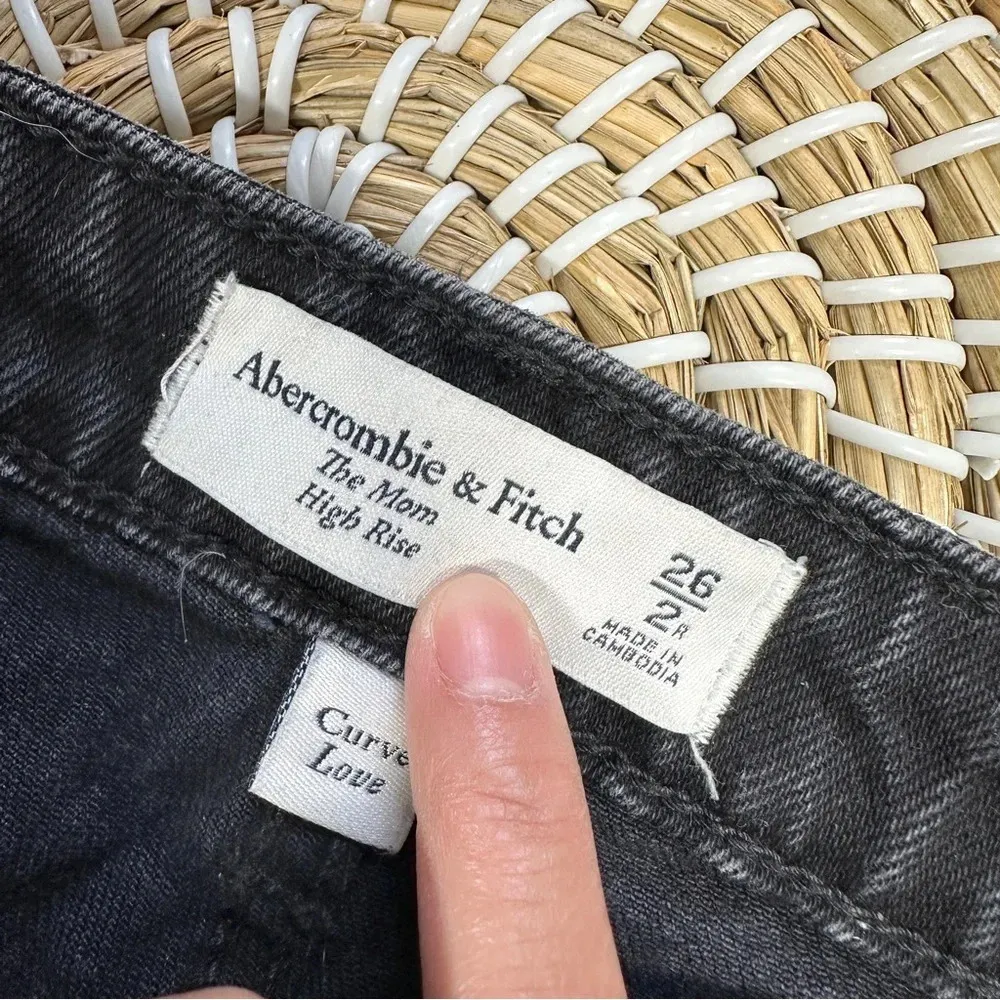 Abercrombie & Fitch
The Mom
High Rise
26
2R
MADE IN
CAMBODIA
Curve
Love